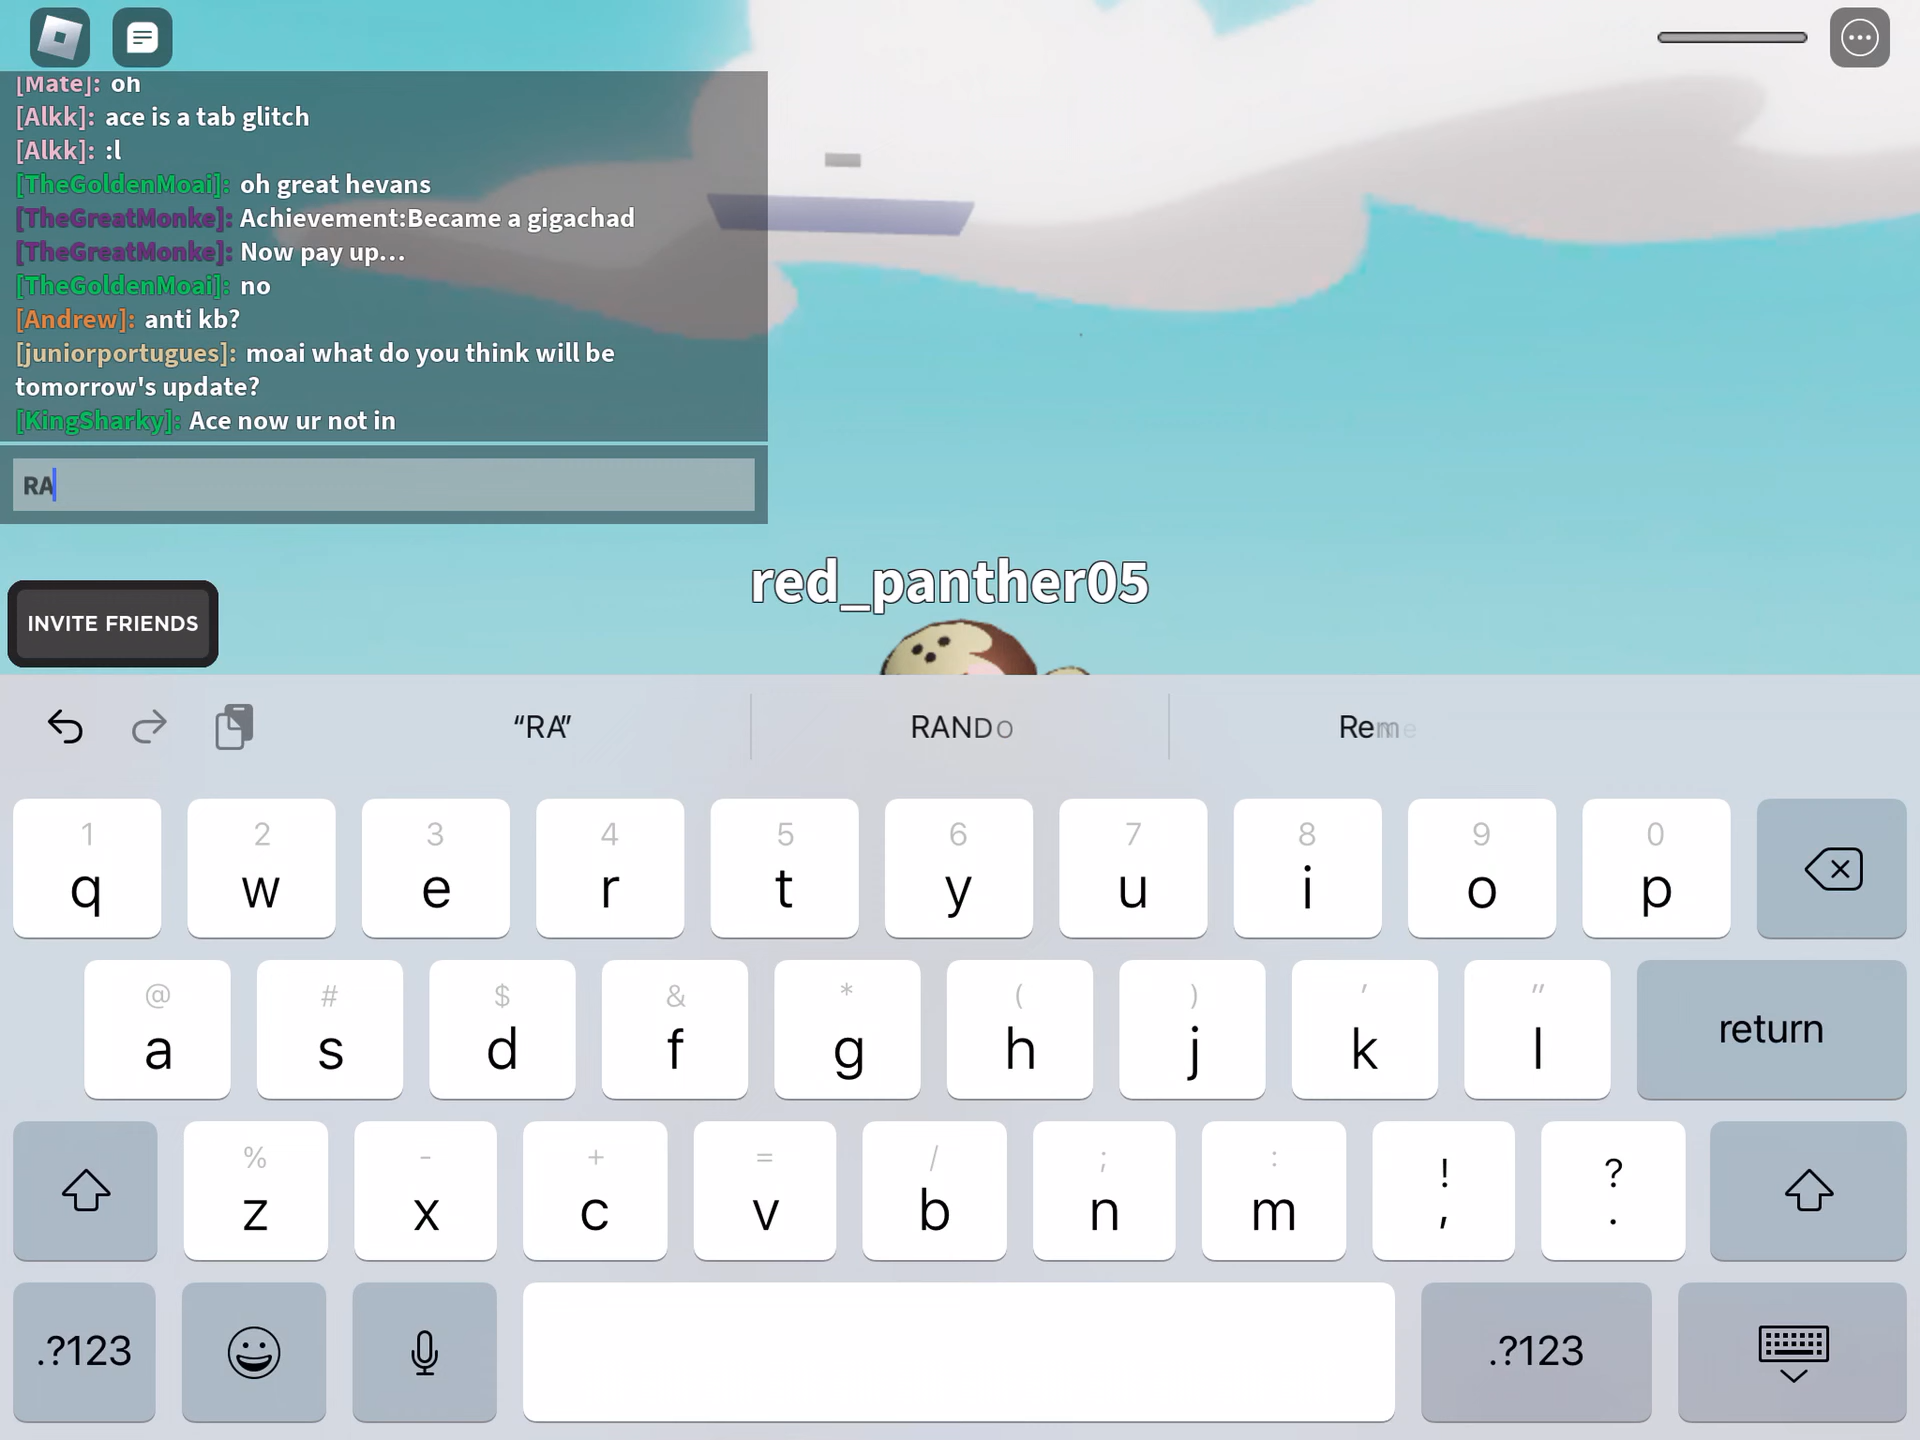 [Mate]: oh
[Alkk]: ace is a tab glitch
[Alkk]: :l
[TheGoldenMoai]: oh great hevans
[TheGreatMonke]: Achievement:Became a gigachad
[TheGreatMonke]: Now pay up...
[TheGoldenMoai]: no
[Andrew]: anti kb?
[juniorportugues]: moai what do you think will be
tomorrow's update?
[KingSharky]: Ace now ur not in
RA
red_panther05
INVITE FRIENDS
“RA” RANDO Reme
1 2 3 4 5 6 7 8 9 0
q w e r t y u i o p
@ # $ & * ( ) ' "
a s d f g h j k l return
% - + = / ; : ! ?
z x c v b n m , .
.?123 .?123